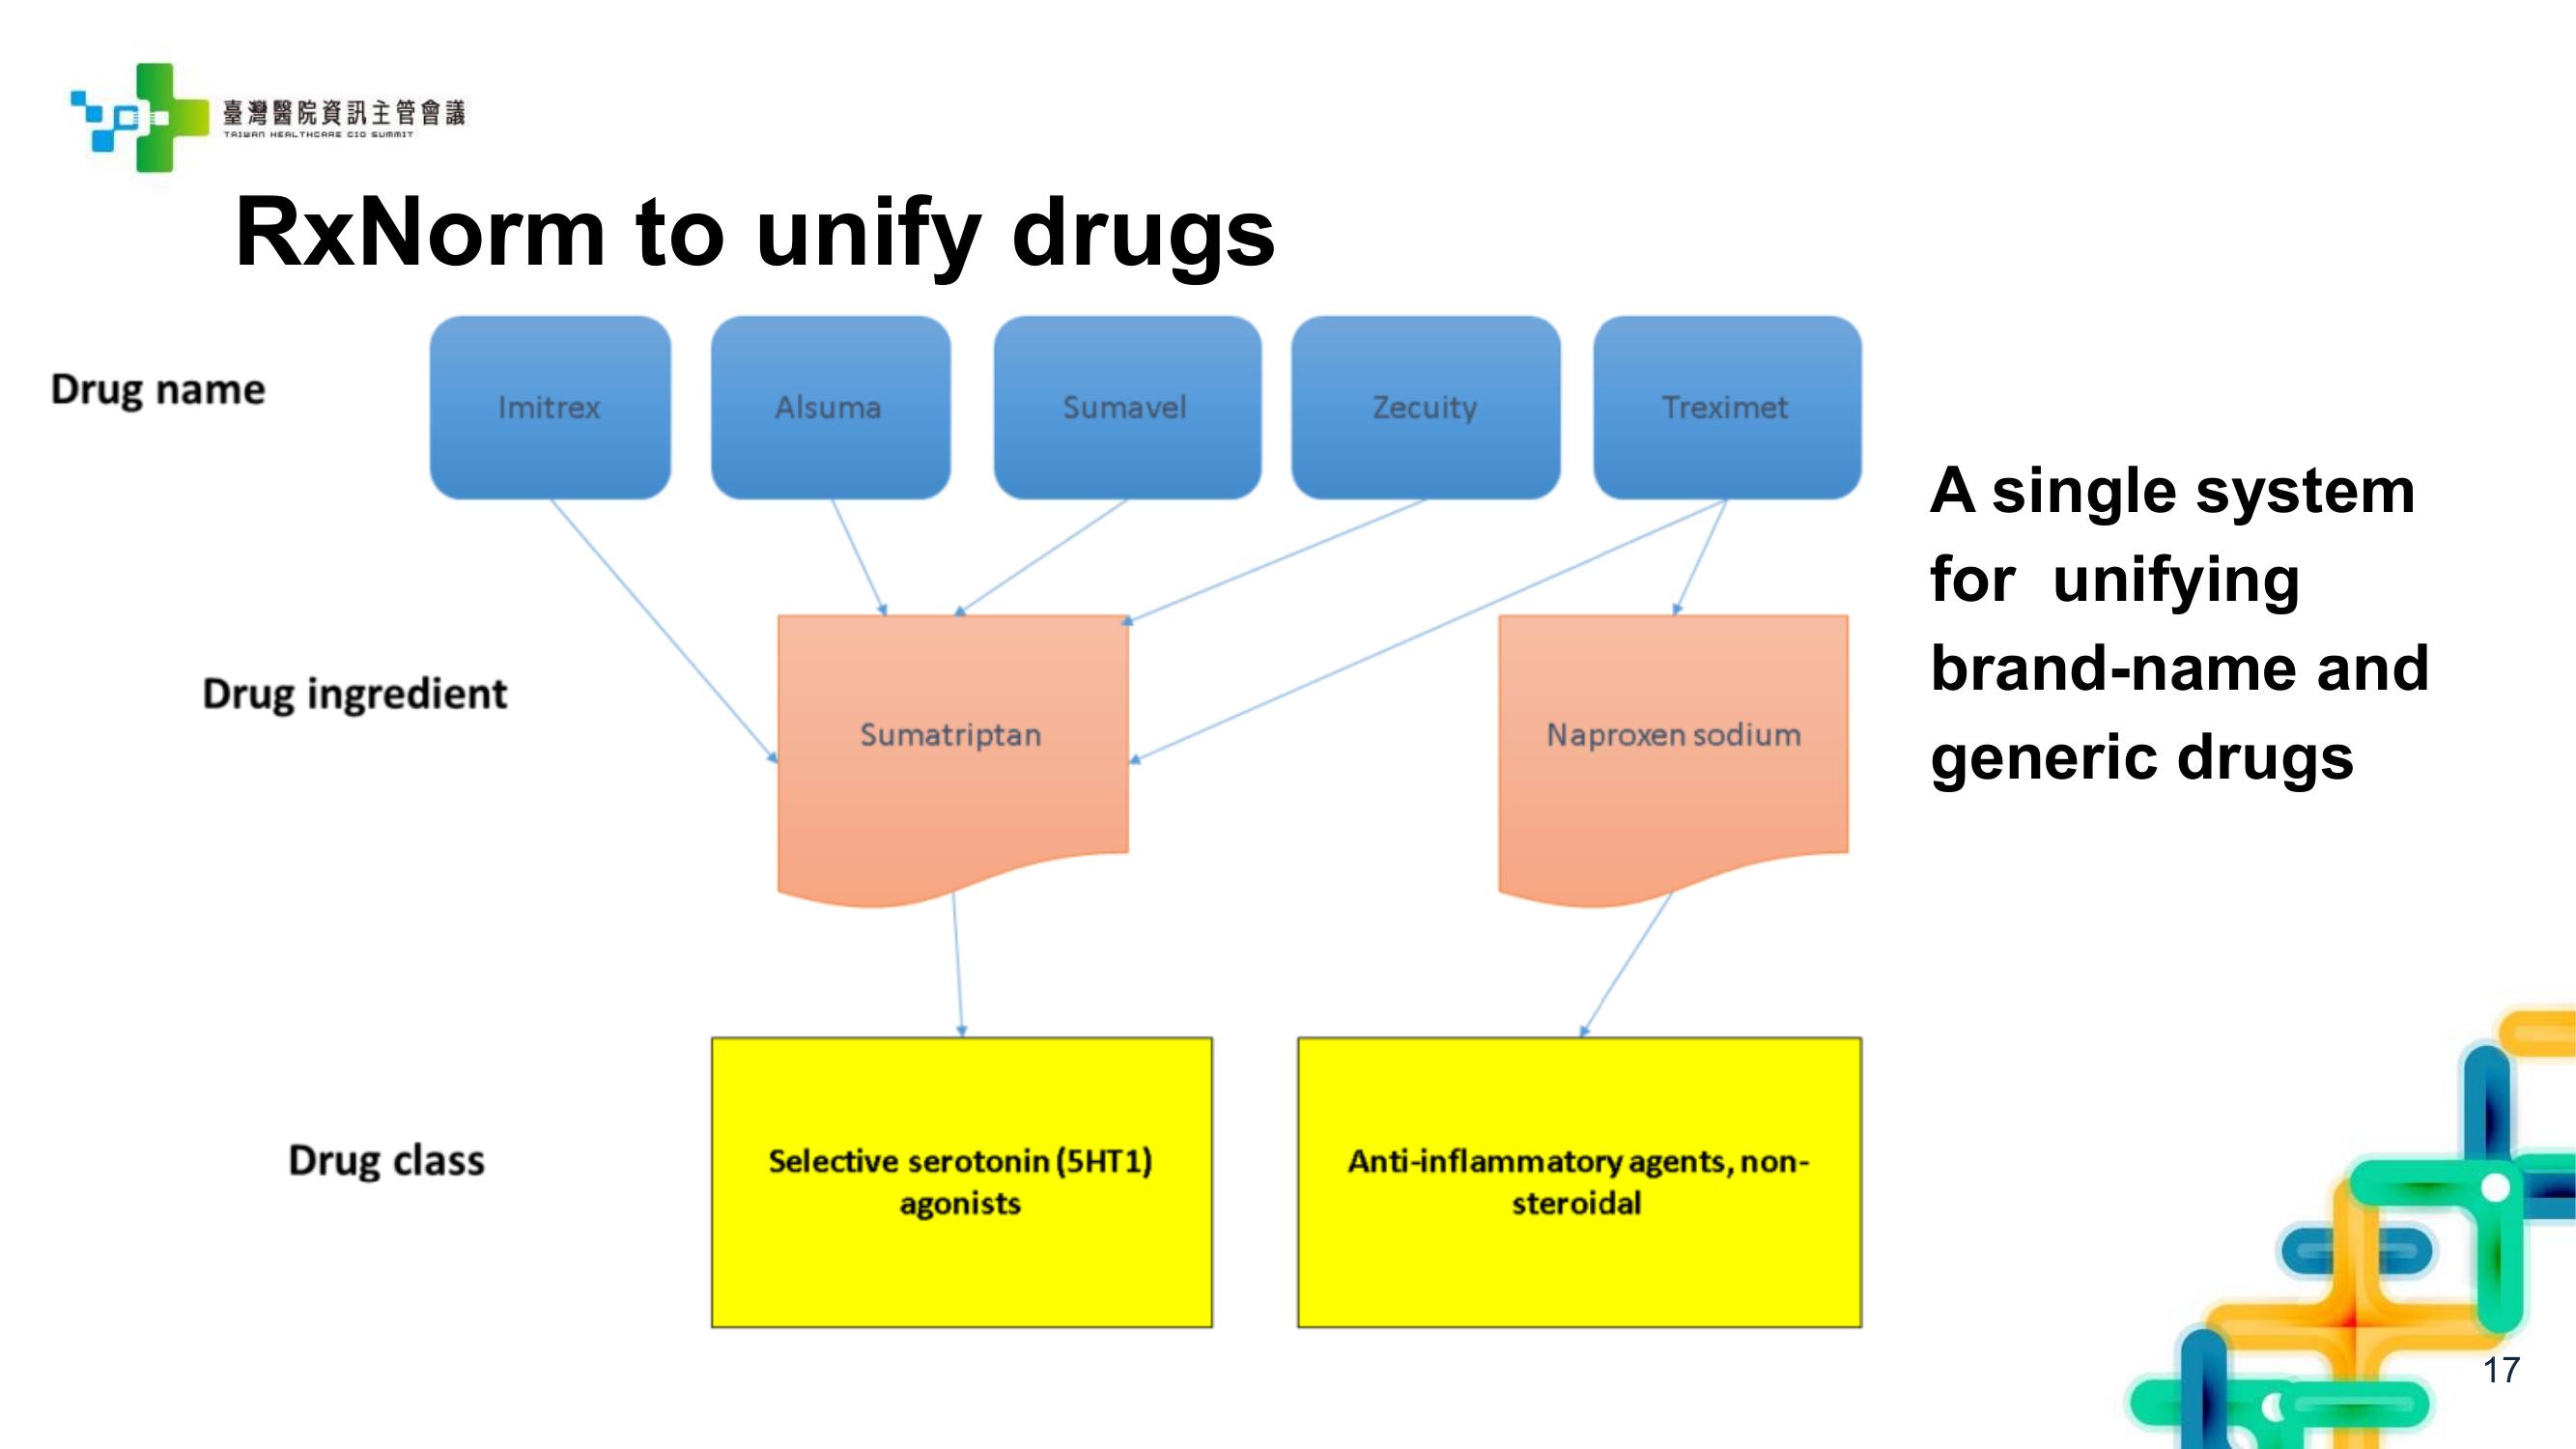 臺灣醫院資訊主管會議
TAIWAN HEALTHCARE CIO SUMMIT
RxNorm to unify drugs
Drug name
Imitrex
Alsuma
Sumavel
Zecuity
Treximet
A single system
for  unifying
brand-name and
generic drugs
Drug ingredient
Sumatriptan
Naproxen sodium
Drug class
Selective serotonin (5HT1)
agonists
Anti-inflammatory agents, non-
steroidal
17